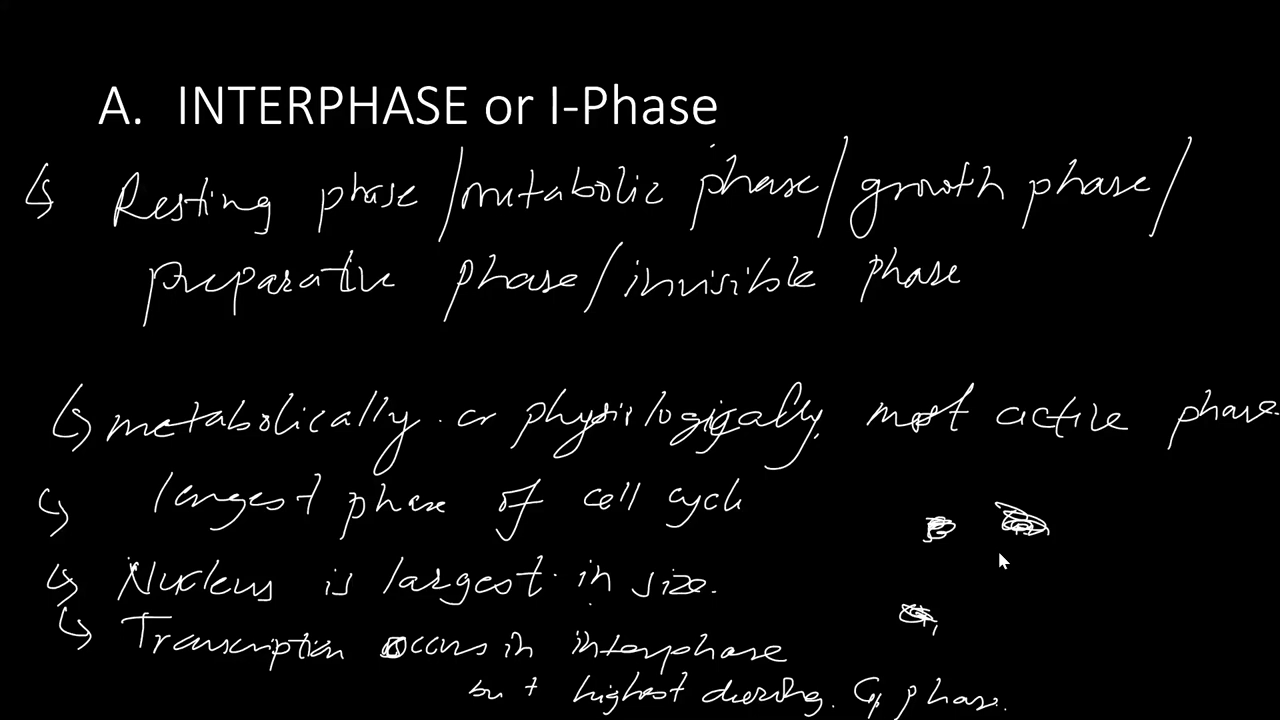 A. INTERPHASE or I-Phase
Resting phase/metabolic phase/growth phase/
preparative phase/invisible phase
metabolically or physiologically most active phase.
longest phase of cell cycle
Nucleus is largest in size.
Transcription occurs in interphase
but highest during G1 phase.